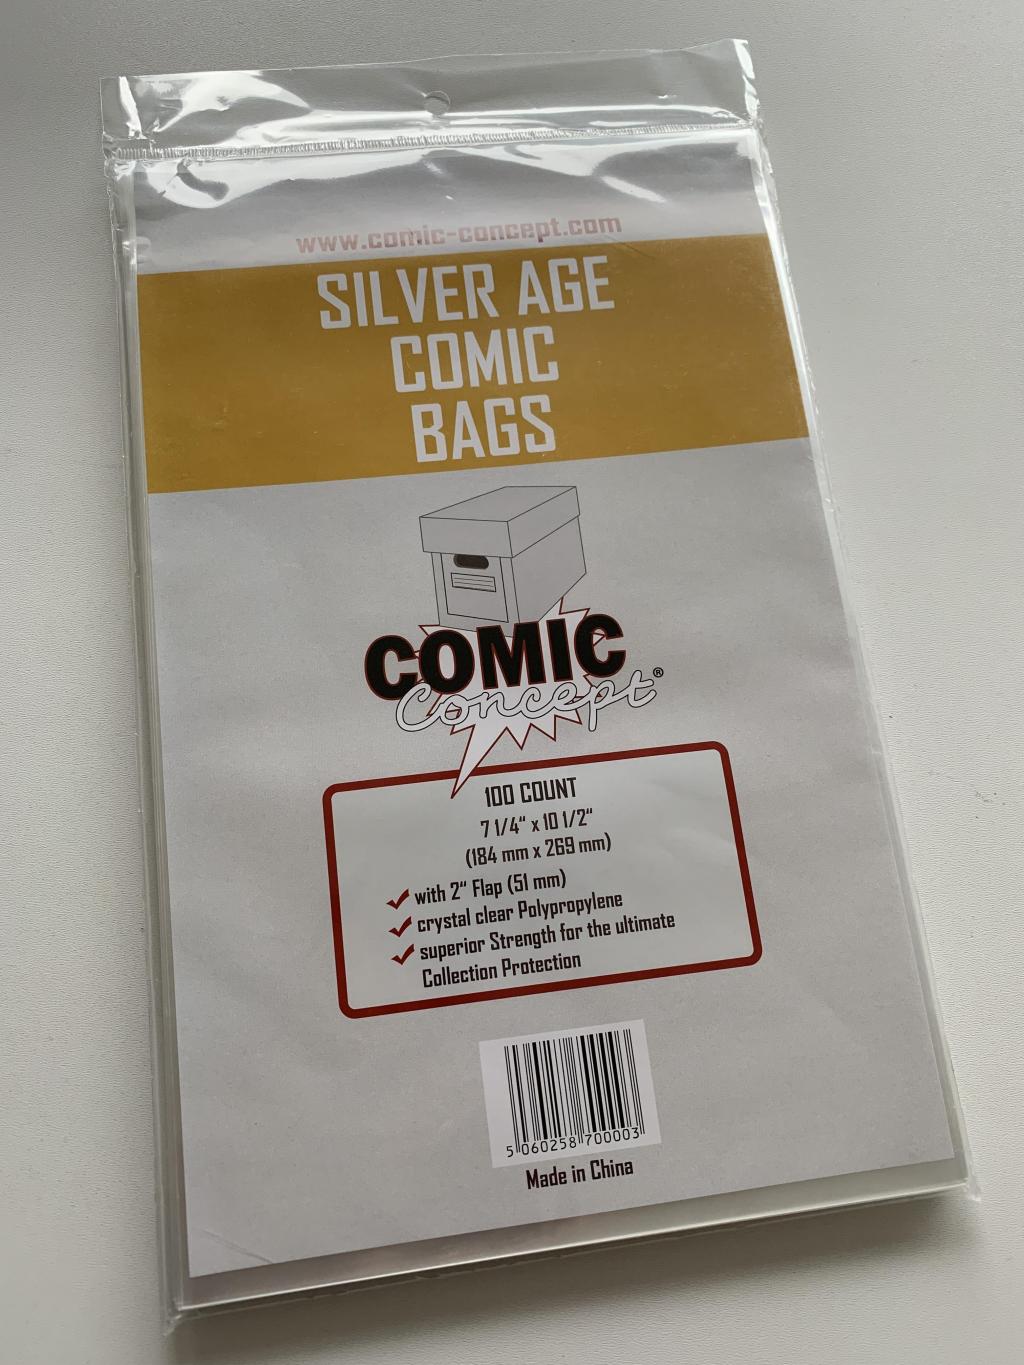 www.comic-concept.com
SILVER AGE
COMIC
BAGS
COMIC
Concept®
100 COUNT
7 1/4“ x 10 1/2“
(184 mm x 269 mm)
with 2“ Flap (51 mm)
crystal clear Polypropylene
superior Strength for the ultimate
Collection Protection
5 060258 700003
Made in China